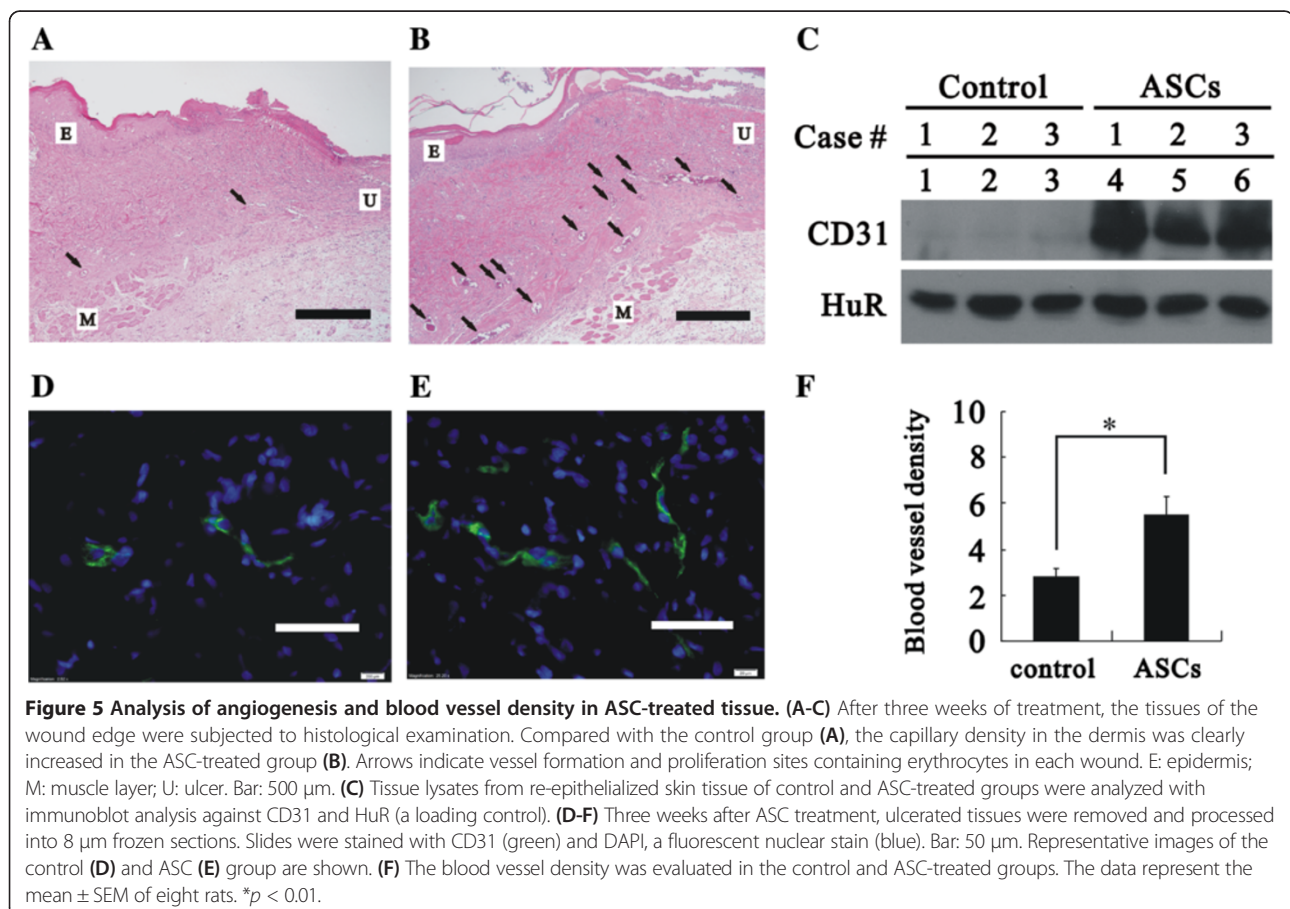 A
B
C
E
U
M
E
U
M
Control ASCs
Case # 1 2 3 1 2 3
1 2 3 4 5 6
CD31
HuR
D
E
F
Blood vessel density
10
8
6
4
2
0
*
control ASCs
Figure 5 Analysis of angiogenesis and blood vessel density in ASC-treated tissue. (A-C) After three weeks of treatment, the tissues of the
wound edge were subjected to histological examination. Compared with the control group (A), the capillary density in the dermis was clearly
increased in the ASC-treated group (B). Arrows indicate vessel formation and proliferation sites containing erythrocytes in each wound. E: epidermis;
M: muscle layer; U: ulcer. Bar: 500 μm. (C) Tissue lysates from re-epithelialized skin tissue of control and ASC-treated groups were analyzed with
immunoblot analysis against CD31 and HuR (a loading control). (D-F) Three weeks after ASC treatment, ulcerated tissues were removed and processed
into 8 μm frozen sections. Slides were stained with CD31 (green) and DAPI, a fluorescent nuclear stain (blue). Bar: 50 μm. Representative images of the
control (D) and ASC (E) group are shown. (F) The blood vessel density was evaluated in the control and ASC-treated groups. The data represent the
mean ± SEM of eight rats. *p < 0.01.